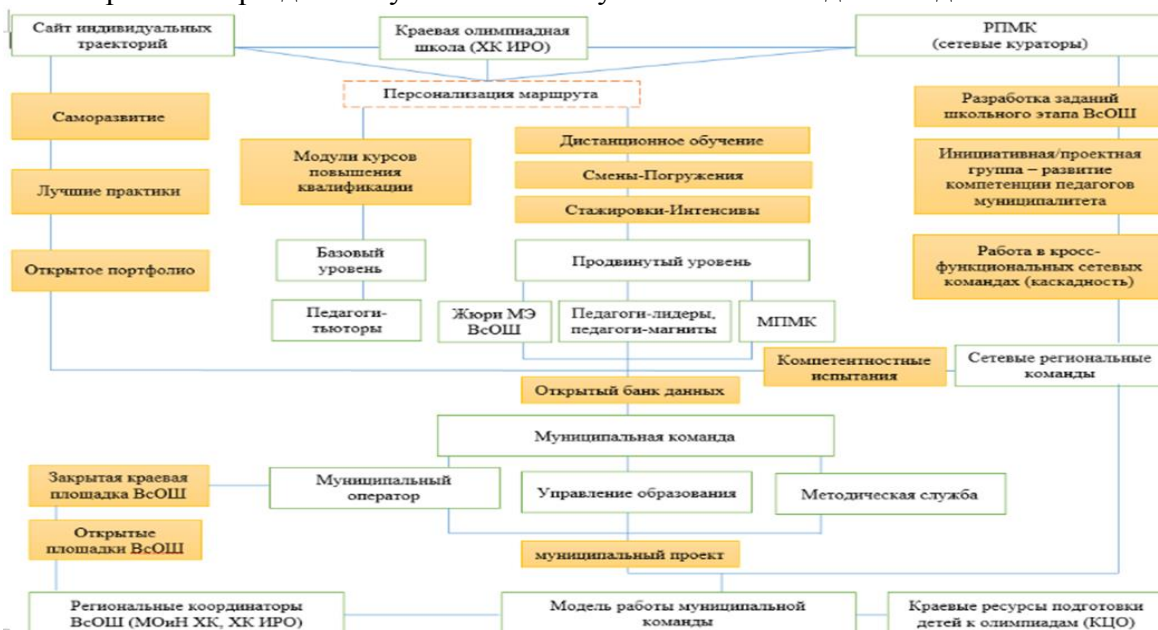 Сайт индивидуальных
траекторий
Краевая олимпиадная
школа (ХК ИРО)
РПМК
(сетевые кураторы)
Персонализация маршрута
Саморазвитие
Лучшие практики
Открытое портфолио
Модули курсов
повышения
квалификации
Базовый
уровень
Педагоги-
тьюторы
Дистанционное обучение
Смены-Погружения
Стажировки-Интенсивы
Продвинутый уровень
Жюри МЭ
ВсОШ
Педагоги-лидеры,
педагоги-магниты
МПМК
Разработка заданий
школьного этапа ВсОШ
Инициативная/проектная
группа – развитие
компетенции педагогов
муниципалитета
Работа в кросс-
функциональных сетевых
командах (каскадность)
Компетентностные
испытания
Сетевые региональные
команды
Открытый банк данных
Муниципальная команда
Закрытая краевая
площадка ВсОШ
Муниципальный
оператор
Управление образования
Методическая служба
Открытые
площадки ВсОШ
муниципальный проект
Региональные координаторы
ВсОШ (МОиН ХК, ХК ИРО)
Модель работы муниципальной
команды
Краевые ресурсы подготовки
детей к олимпиадам (КЦО)